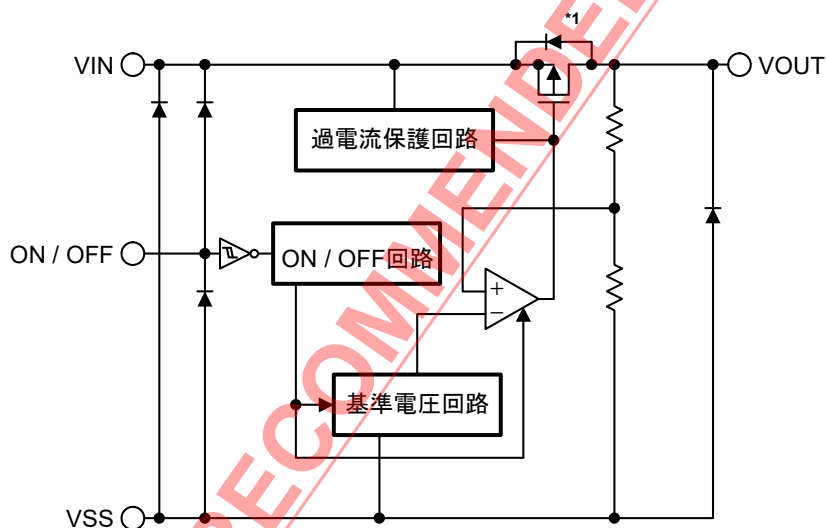 *1
VIN
VOUT
過電流保護回路
ON / OFF
ON / OFF回路
+
−
基準電圧回路
VSS
RECOMMENDE